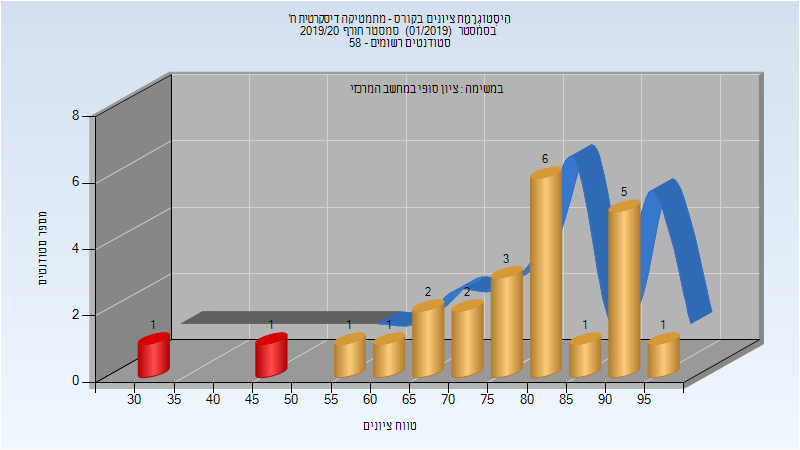 היסטוגרמת ציונים בקורס - מתמטיקה דיסקרטית ח'
בסמסטר (01/2019) סמסטר חורף 2019/20
סטודנטים רשומים - 58
במשימה : ציון סופי במחשב המרכזי
מספר סטודנטים
8
6
4
2
0
1
1
1
1
2
2
3
6
1
5
1
30 35 40 45 50 55 60 65 70 75 80 85 90 95
טווח ציונים